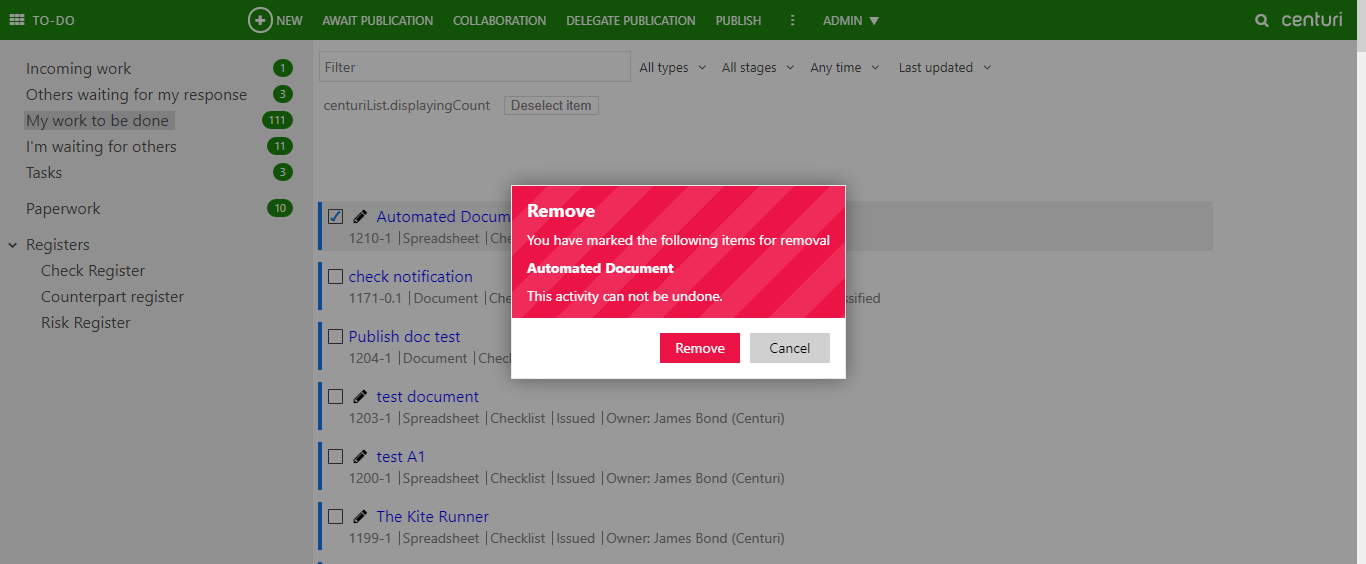 TO-DO
NEW
AWAIT PUBLICATION
COLLABORATION
DELEGATE PUBLICATION
PUBLISH
ADMIN
centuri
Incoming work 1
Others waiting for my response 3
My work to be done 111
I'm waiting for others 11
Tasks 3
Paperwork 10
Registers
Check Register
Counterpart register
Risk Register
Filter
All types
All stages
Any time
Last updated
centuriList.displayingCount
Deselect item
Automated Docum
1210-1 |Spreadsheet |Che
check notification
1171-0.1 |Document |Che
ssified
Publish doc test
1204-1 |Document |Check
test document
1203-1 |Spreadsheet |Checklist |Issued |Owner: James Bond (Centuri)
test A1
1200-1 |Spreadsheet |Checklist |Issued |Owner: James Bond (Centuri)
The Kite Runner
1199-1 |Spreadsheet |Checklist |Issued |Owner: James Bond (Centuri)
Remove
You have marked the following items for removal
Automated Document
This activity can not be undone.
Remove
Cancel